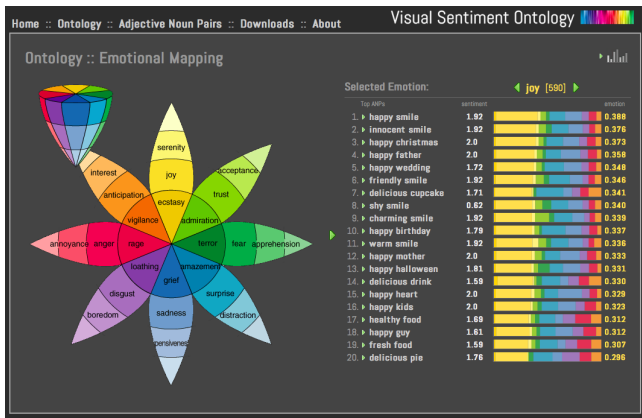 Home :: Ontology :: Adjective Noun Pairs :: Downloads :: About
Visual Sentiment Ontology
Ontology :: Emotional Mapping
serenity
joy
ecstasy
acceptance
trust
admiration
interest
anticipation
vigilance
annoyance anger rage
terror fear apprehension
loathing
disgust
boredom
grief
sadness
pensiveness
amazement
surprise
distraction
Selected Emotion:
joy [590]
Top ANPs sentiment emotion
1. happy smile 1.92 0.388
2. innocent smile 1.92 0.376
3. happy christmas 2.0 0.373
4. happy father 2.0 0.358
5. happy wedding 1.72 0.348
6. friendly smile 1.92 0.346
7. delicious cupcake 1.71 0.341
8. shy smile 0.62 0.340
9. charming smile 1.92 0.339
10. happy birthday 1.79 0.337
11. warm smile 1.92 0.336
12. happy mother 2.0 0.333
13. happy halloween 1.81 0.331
14. delicious drink 1.59 0.330
15. happy heart 2.0 0.329
16. happy kids 2.0 0.323
17. healthy food 1.69 0.312
18. happy guy 1.61 0.312
19. fresh food 1.59 0.307
20. delicious pie 1.76 0.296